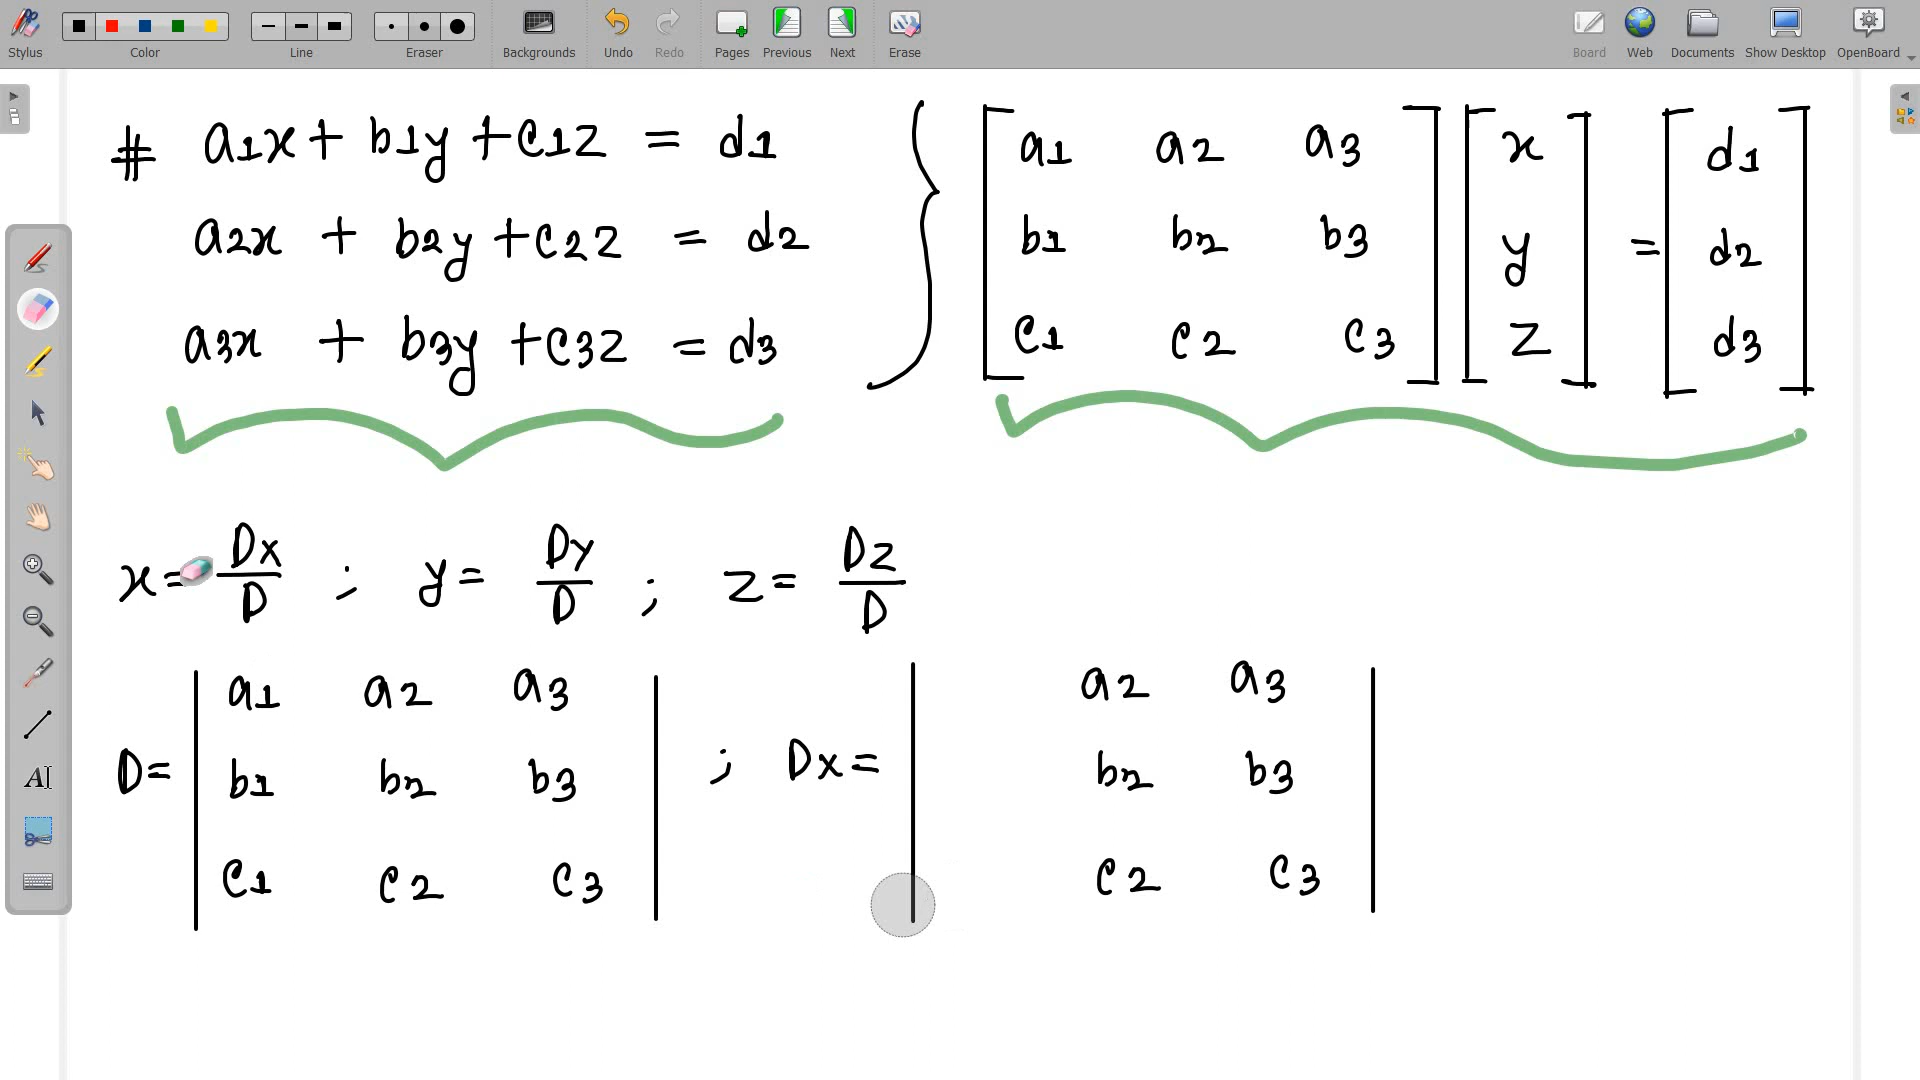 Stylus Color Line Eraser Backgrounds Undo Redo Pages Previous Next Erase Board Web Documents Show Desktop OpenBoard
# a1x + b1y + c1z = d1
a2x + b2y + c2z = d2
a3x + b3y + c3z = d3
a1 a2 a3 x = d1
b1 b2 b3 y d2
c1 c2 c3 z d3
x = Dx/D ; y = Dy/D ; z = Dz/D
D = a1 a2 a3 ; Dx = a2 a3
b1 b2 b3 b2 b3
c1 c2 c3 c2 c3